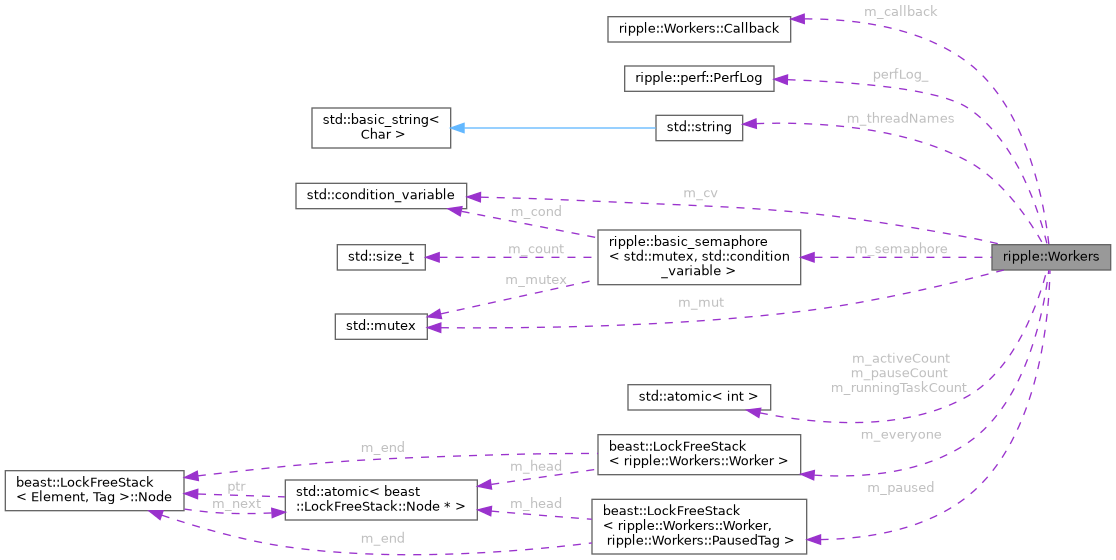 m_callback
ripple::Workers::Callback
perfLog_
ripple::perf::PerfLog
std::basic_string<
Char >
std::string
m_threadNames
std::condition_variable
m_cv
m_cond
ripple::basic_semaphore
< std::mutex, std::condition
_variable >
std::size_t
m_count
m_semaphore
ripple::Workers
m_mutex
std::mutex
m_mut
std::atomic< int >
m_activeCount
m_pauseCount
m_runningTaskCount
m_everyone
m_end
beast::LockFreeStack
< ripple::Workers::Worker >
m_head
beast::LockFreeStack
< Element, Tag >::Node
ptr
m_next
std::atomic< beast
::LockFreeStack::Node * >
m_paused
m_head
beast::LockFreeStack
< ripple::Workers::Worker,
ripple::Workers::PausedTag >
m_end